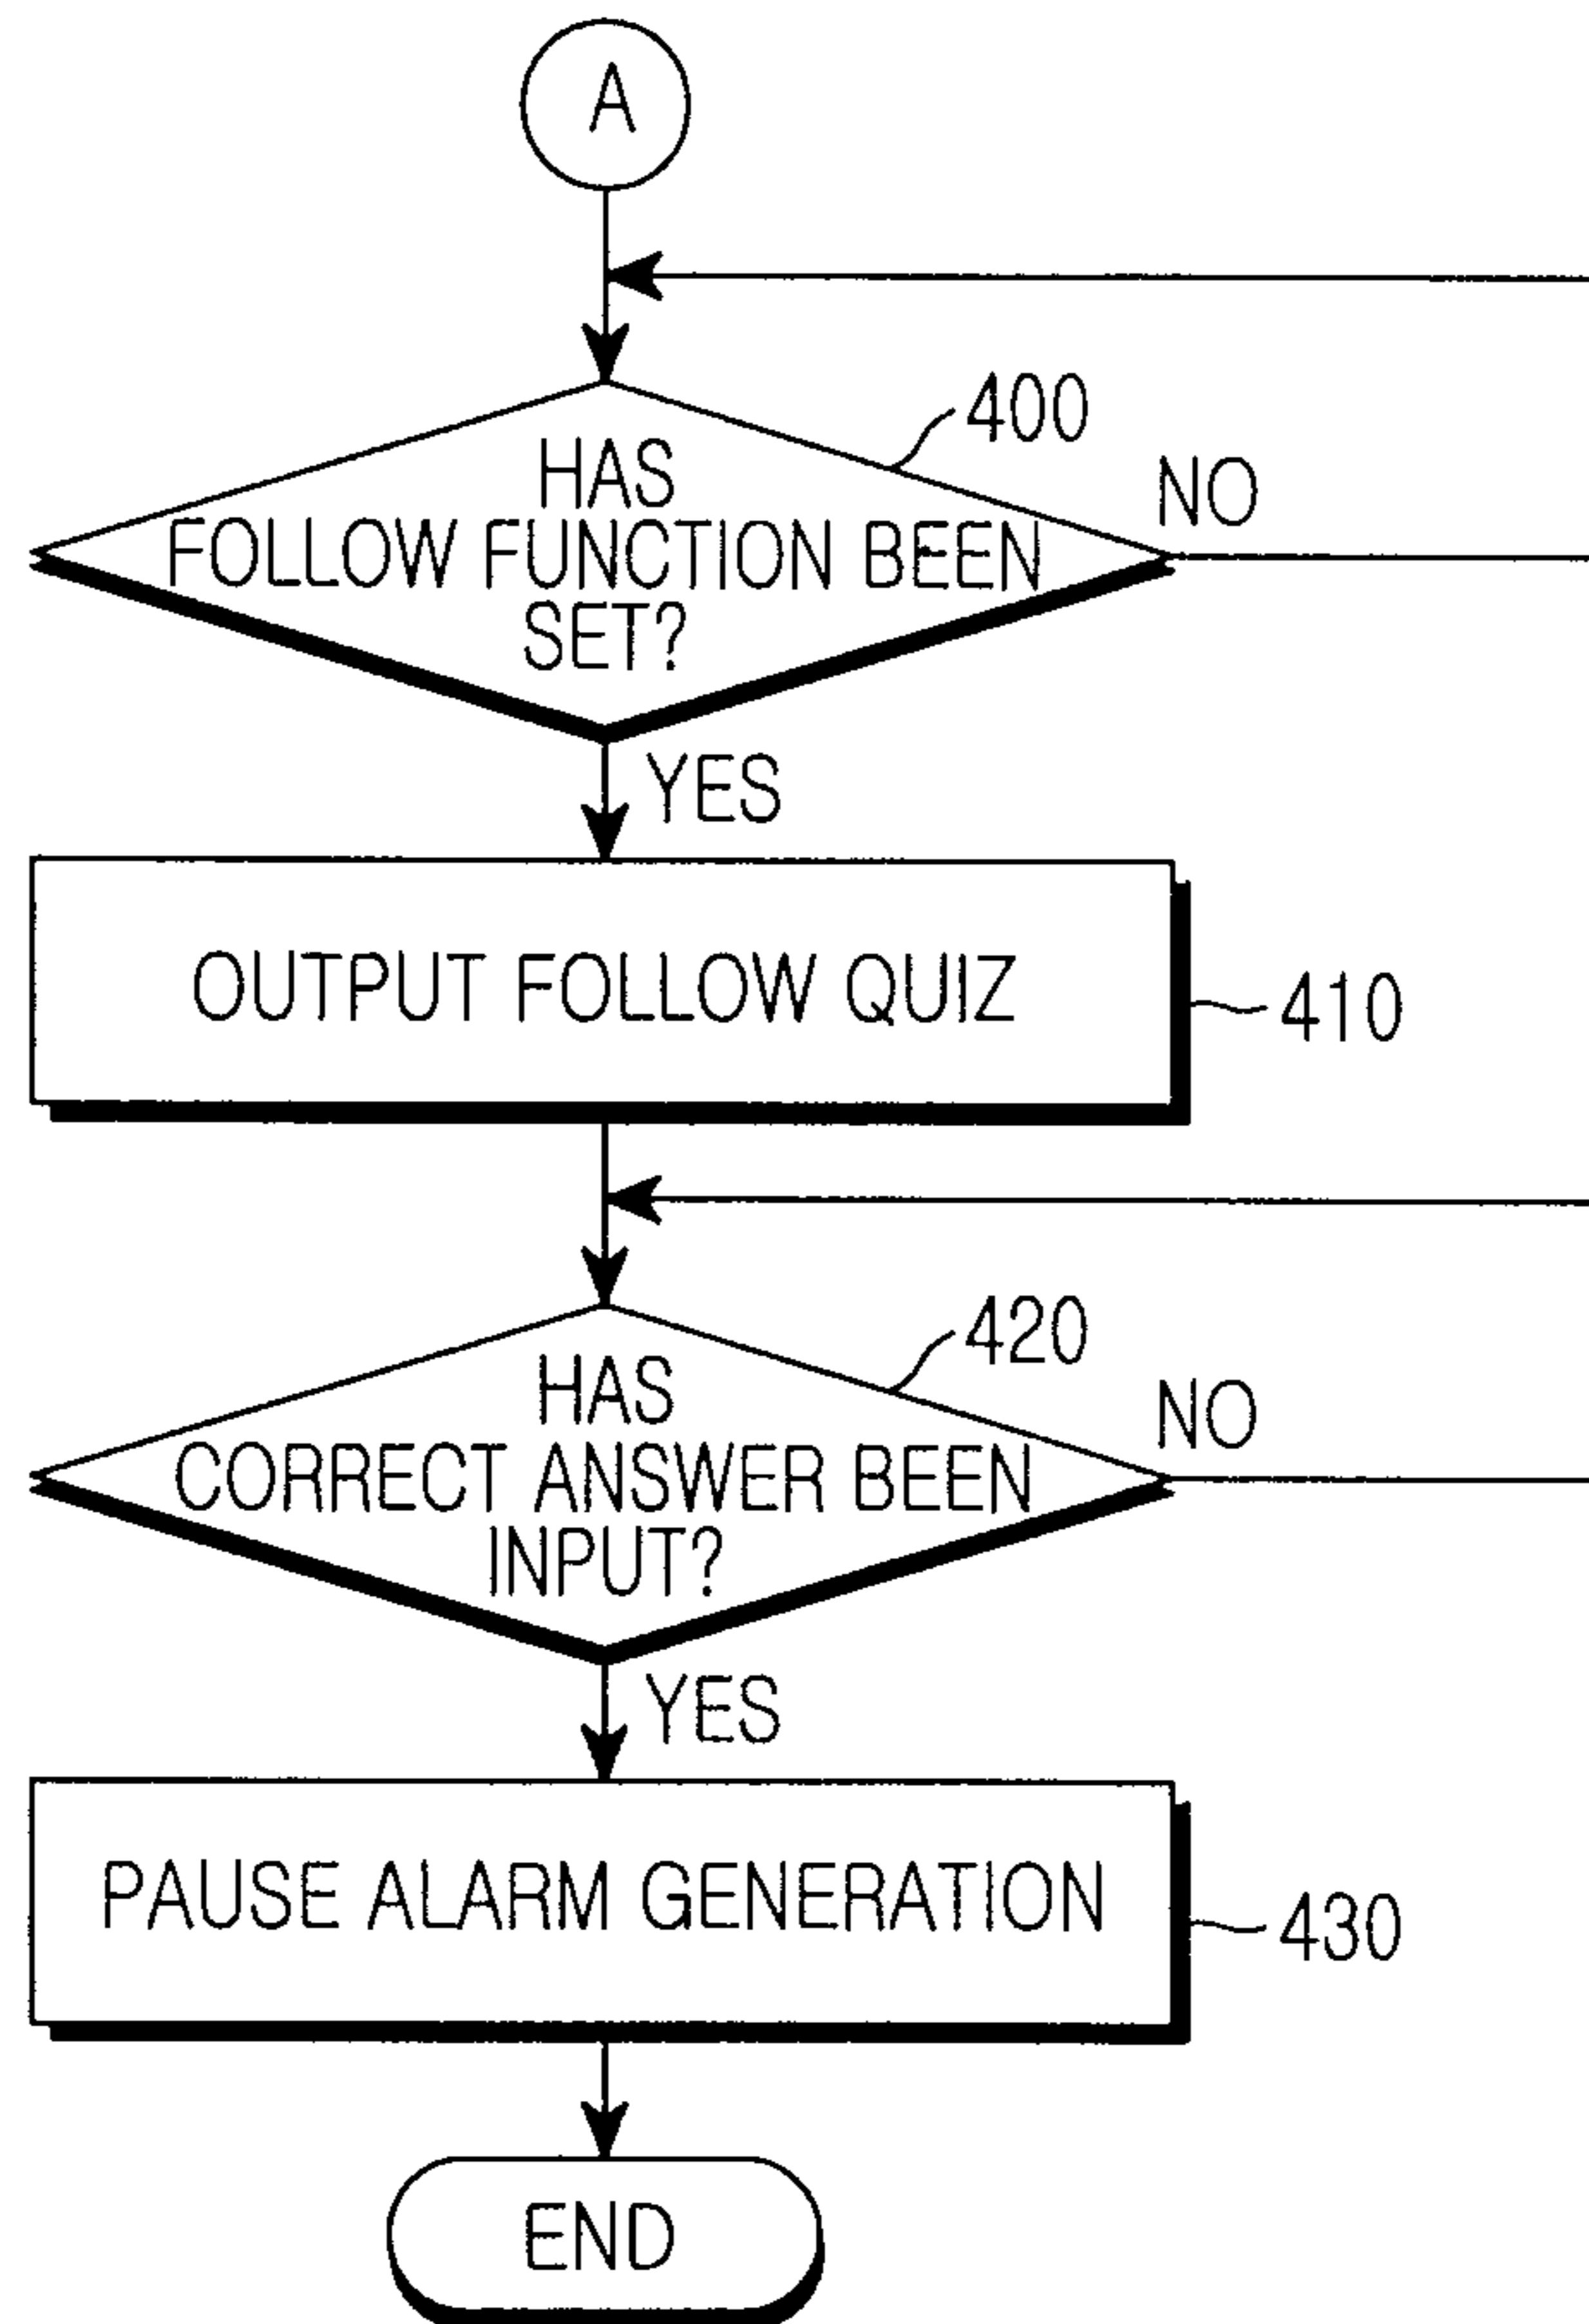 A
400
HAS
FOLLOW FUNCTION BEEN
SET?
NO
YES
OUTPUT FOLLOW QUIZ
410
420
HAS
CORRECT ANSWER BEEN
INPUT?
NO
YES
PAUSE ALARM GENERATION
430
END